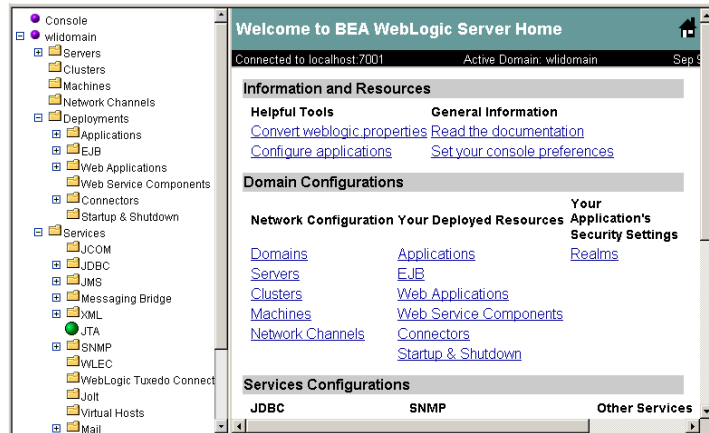 Console
wlidomain
Servers
Clusters
Machines
Network Channels
Deployments
Applications
EJB
Web Applications
Web Service Components
Connectors
Startup & Shutdown
Services
JCOM
JDBC
JMS
Messaging Bridge
XML
JTA
SNMP
WLEC
WebLogic Tuxedo Connect
Jolt
Virtual Hosts
Mail
Welcome to BEA WebLogic Server Home
Connected to localhost:7001 Active Domain: wlidomain Sep 9
Information and Resources
Helpful Tools General Information
Convert weblogic.properties Read the documentation
Configure applications Set your console preferences
Domain Configurations
Network Configuration Your Deployed Resources Your Application's Security Settings
Domains Applications Realms
Servers EJB
Clusters Web Applications
Machines Web Service Components
Network Channels Connectors
Startup & Shutdown
Services Configurations
JDBC SNMP Other Services